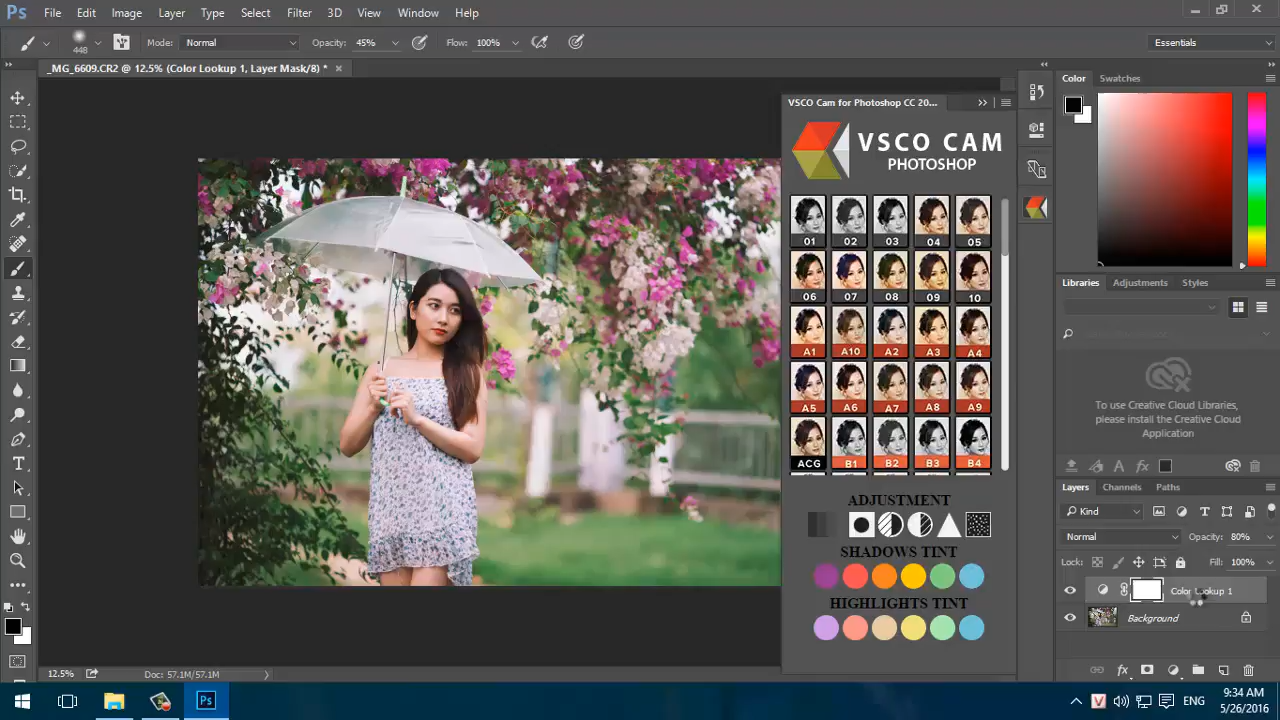 Ps File Edit Image Layer Type Select Filter 3D View Window Help
448 Mode: Normal Opacity: 45% Flow: 100% Essentials
_MG_6609.CR2 @ 12.5% (Color Lookup 1, Layer Mask/8) *
VSCO Cam for Photoshop CC 20...
VSCO CAM
PHOTOSHOP
01 02 03 04 05
06 07 08 09 10
A1 A10 A2 A3 A4
A5 A6 A7 A8 A9
ACG B1 B2 B3 B4
ADJUSTMENT
SHADOWS TINT
HIGHLIGHTS TINT
Color Swatches
Libraries Adjustments Styles
To use Creative Cloud Libraries,
please install the Creative Cloud
Application
Layers Channels Paths
Kind
Normal Opacity: 80%
Lock: Fill: 100%
Color Lookup 1
Background
12.5% Doc: 57.1M/57.1M
Ps V ENG 9:34 AM
5/26/2016